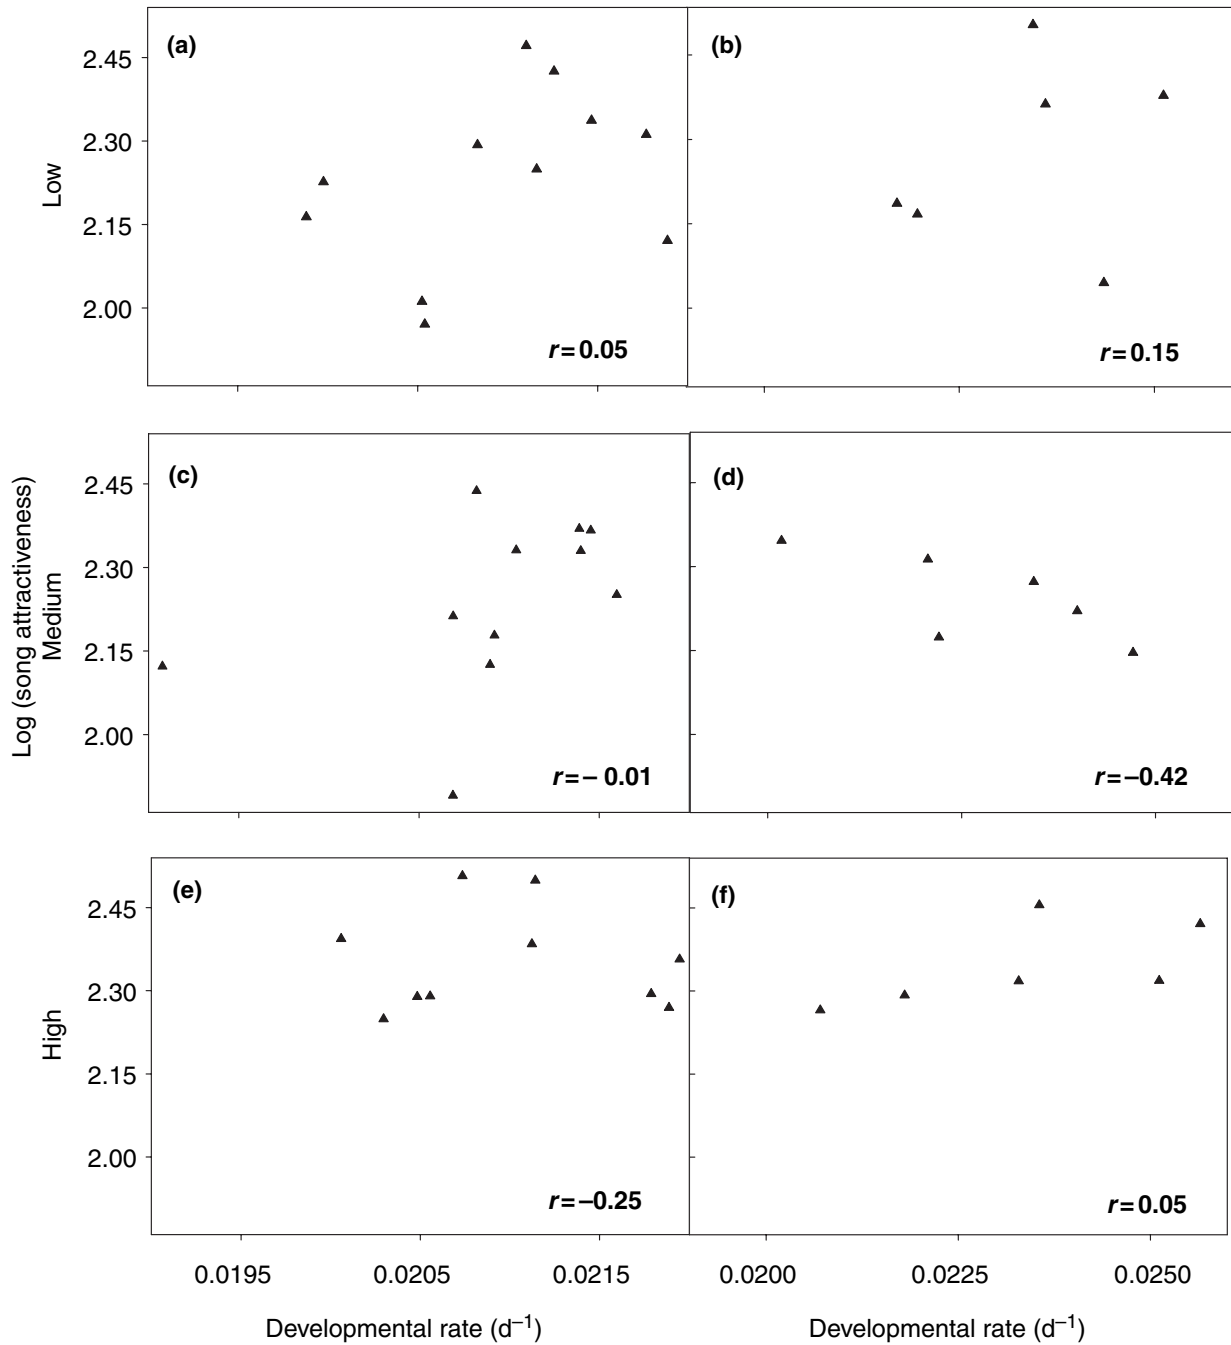 (a)
(b)
2.45
2.30
2.15
2.00
Low
r = 0.05
r = 0.15
(c)
(d)
2.45
2.30
2.15
2.00
Log (song attractiveness)
Medium
r = – 0.01
r = –0.42
(e)
(f)
2.45
2.30
2.15
2.00
High
r = –0.25
r = 0.05
0.0195 0.0205 0.0215 0.0200 0.0225 0.0250
Developmental rate (d–1) Developmental rate (d–1)